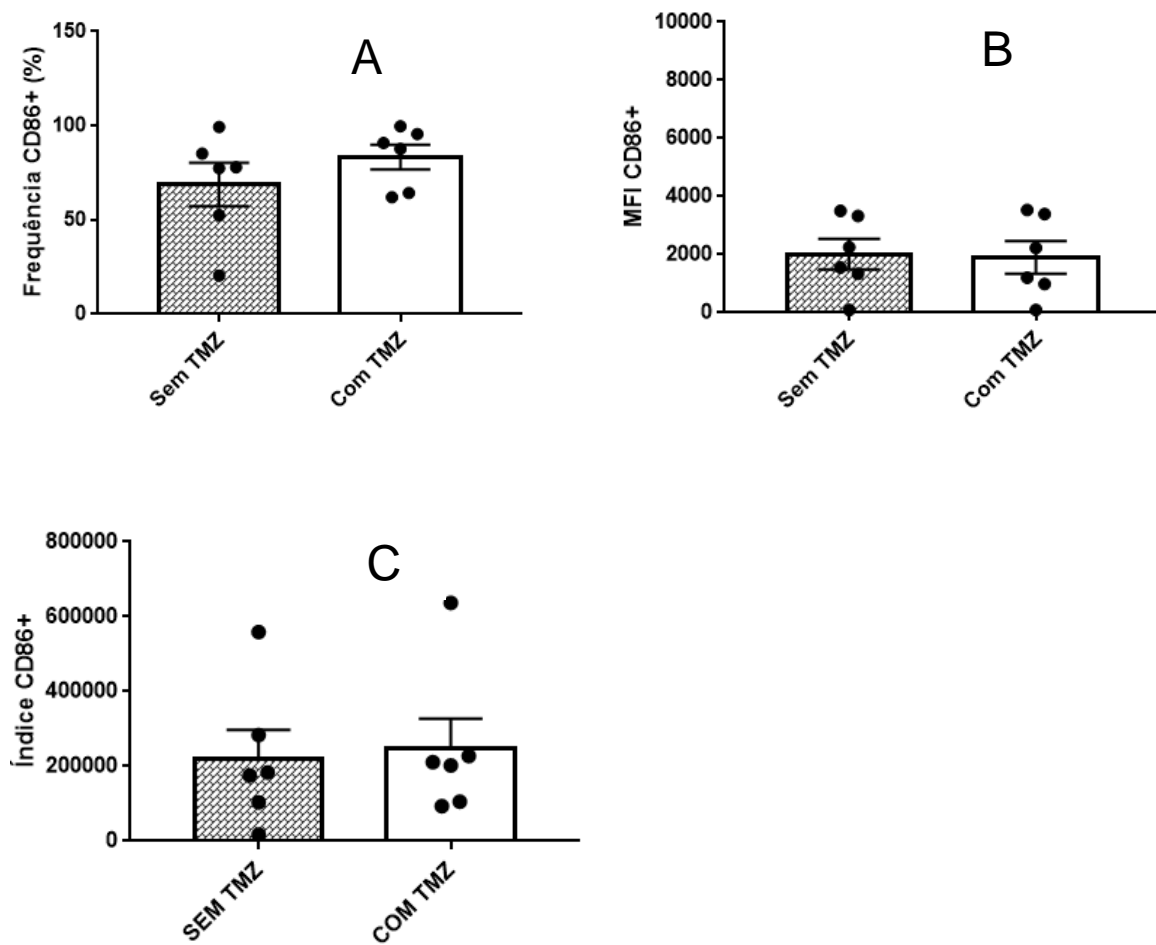 A
Frequência CD86+ (%)
150
100
50
0
Sem TMZ
Com TMZ
B
MFI CD86+
10000
8000
6000
4000
2000
0
Sem TMZ
Com TMZ
C
Índice CD86+
800000
600000
400000
200000
0
SEM TMZ
COM TMZ